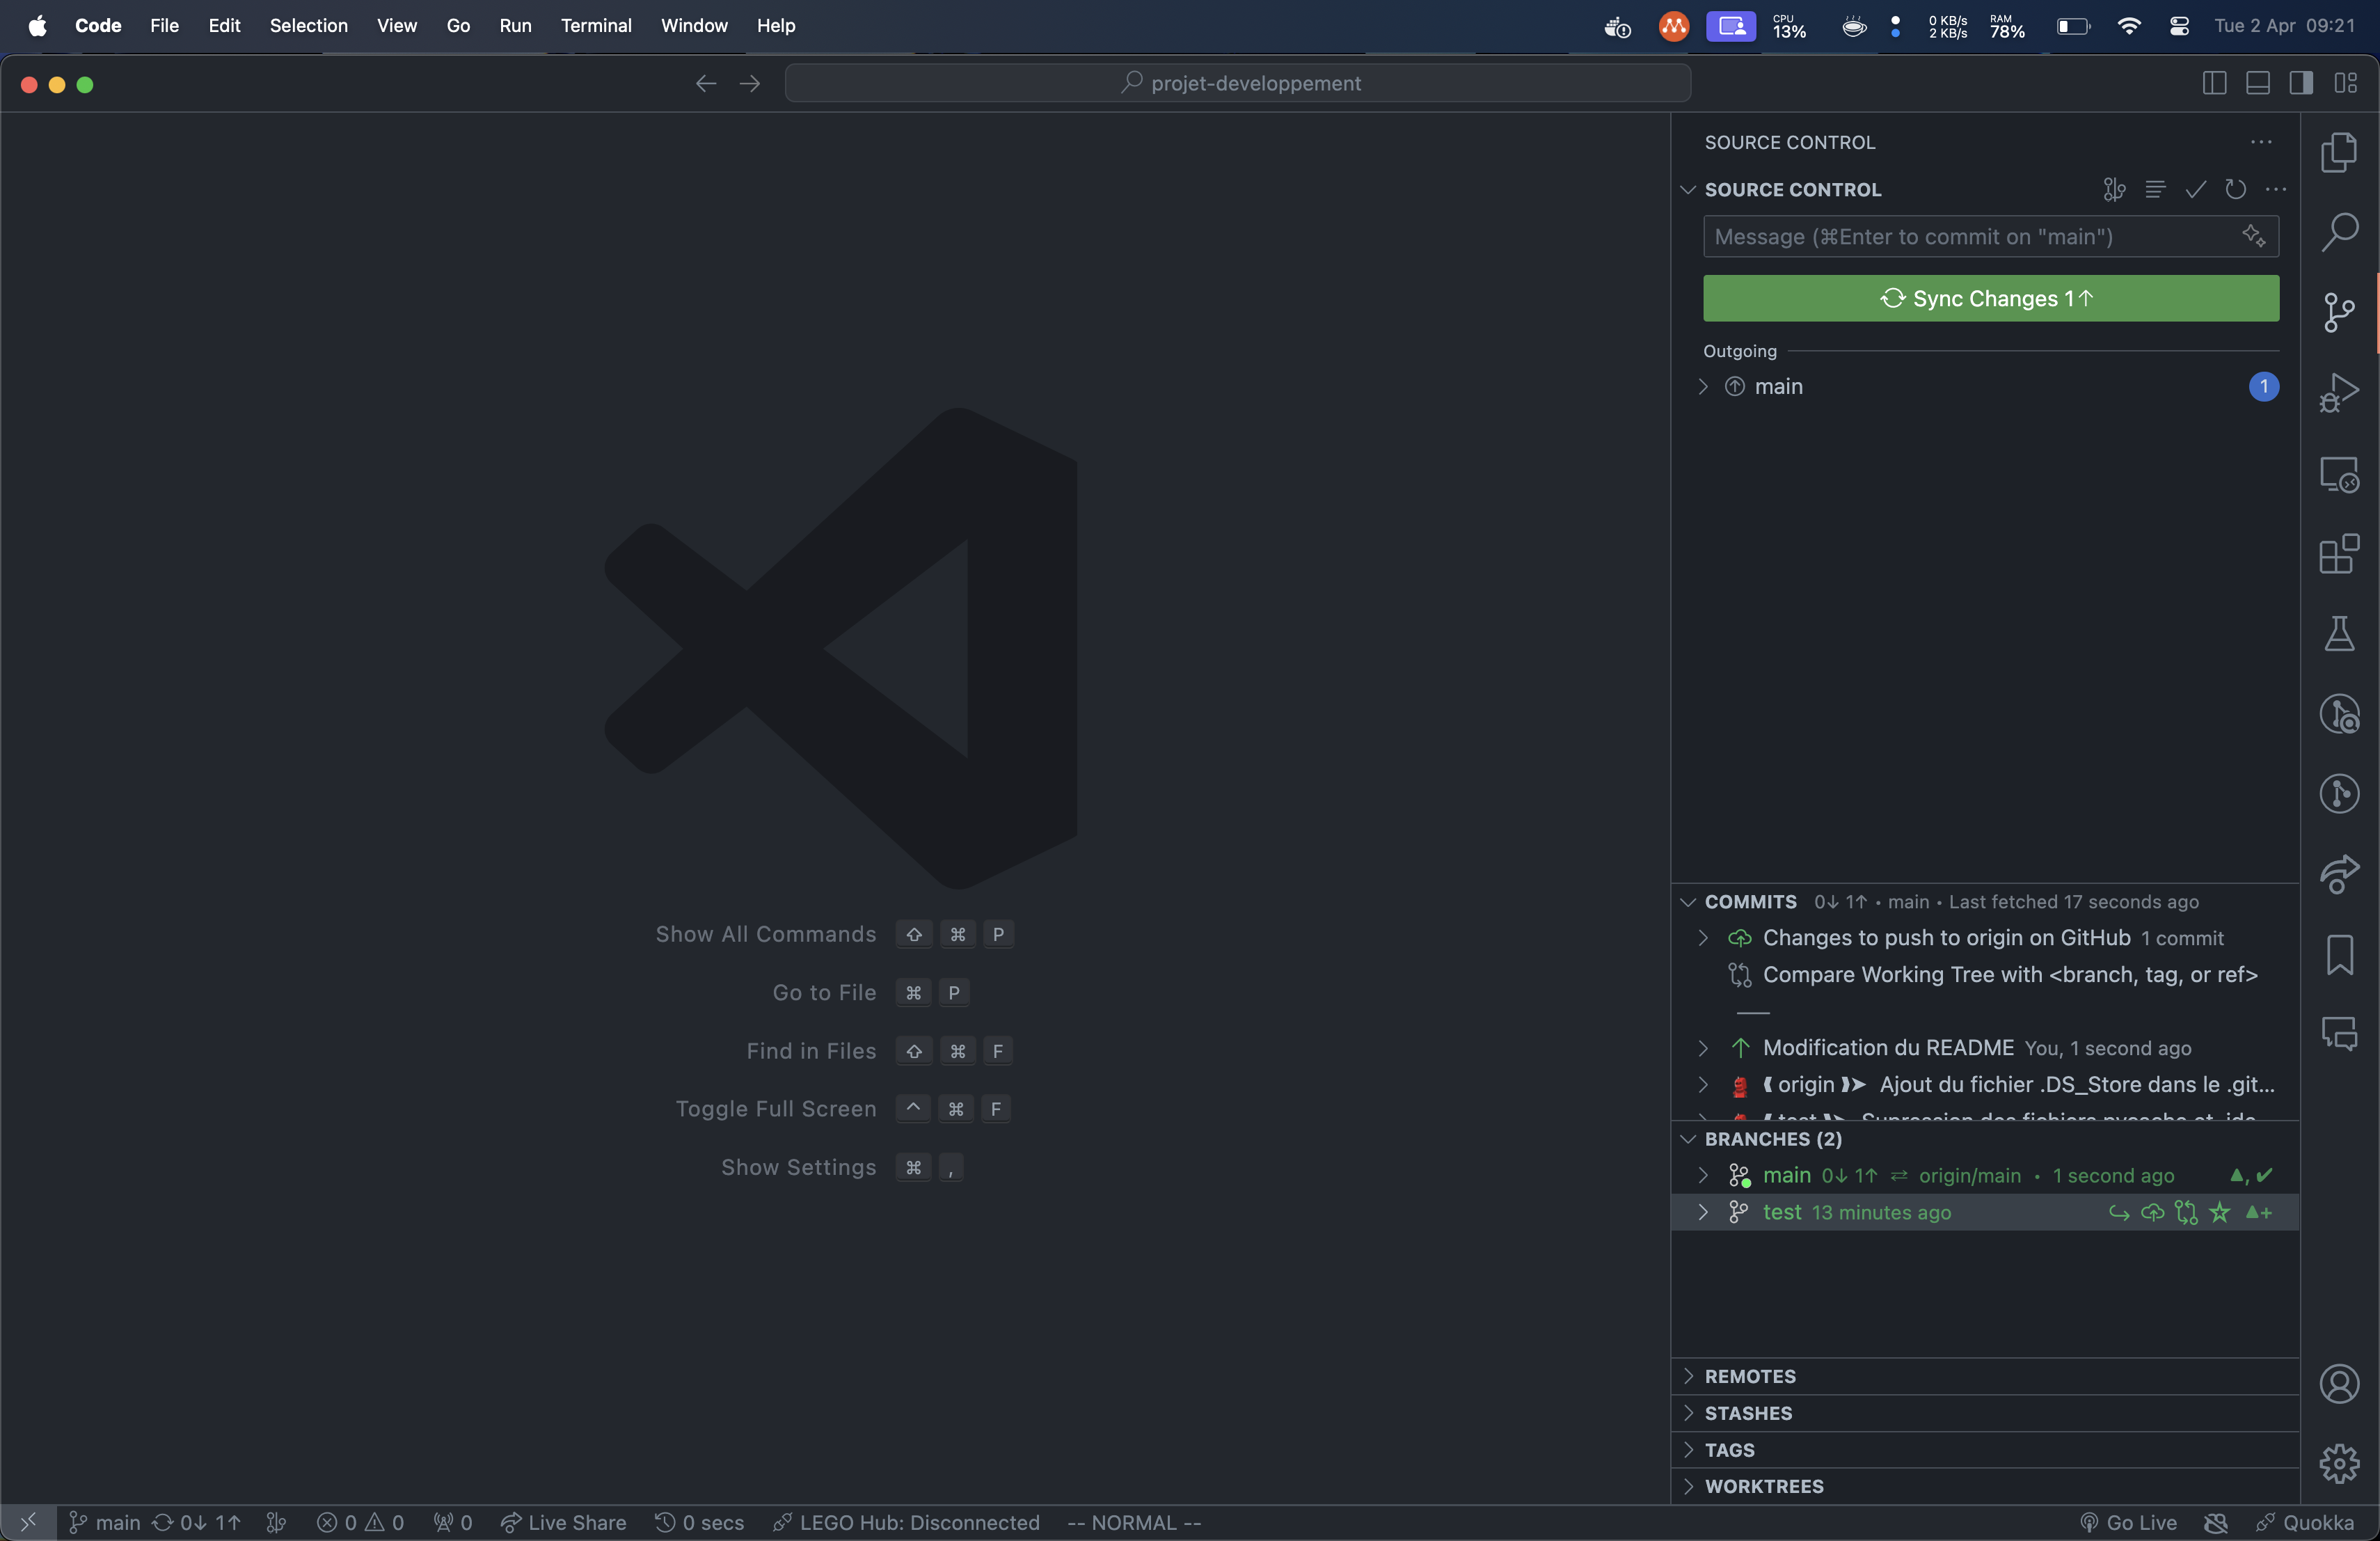 Code File Edit Selection View Go Run Terminal Window Help CPU 13% 0 KB/s 2 KB/s RAM 78% Tue 2 Apr 09:21
projet-developpement
SOURCE CONTROL
SOURCE CONTROL
Message (⌘Enter to commit on "main")
Sync Changes 1↑
Outgoing
main 1
Show All Commands ⇧ ⌘ P
Go to File ⌘ P
Find in Files ⇧ ⌘ F
Toggle Full Screen ^ ⌘ F
Show Settings ⌘ ,
COMMITS 0↓ 1↑ • main • Last fetched 17 seconds ago
Changes to push to origin on GitHub 1 commit
Compare Working Tree with <branch, tag, or ref>
Modification du README You, 1 second ago
⟪ origin ⟫➤ Ajout du fichier .DS_Store dans le .git...
BRANCHES (2)
main 0↓ 1↑ ⇄ origin/main • 1 second ago ▲, ✔
test 13 minutes ago ▲+
REMOTES
STASHES
TAGS
WORKTREES
main 0↓ 1↑ 0 0 0 Live Share 0 secs LEGO Hub: Disconnected -- NORMAL -- Go Live Quokka